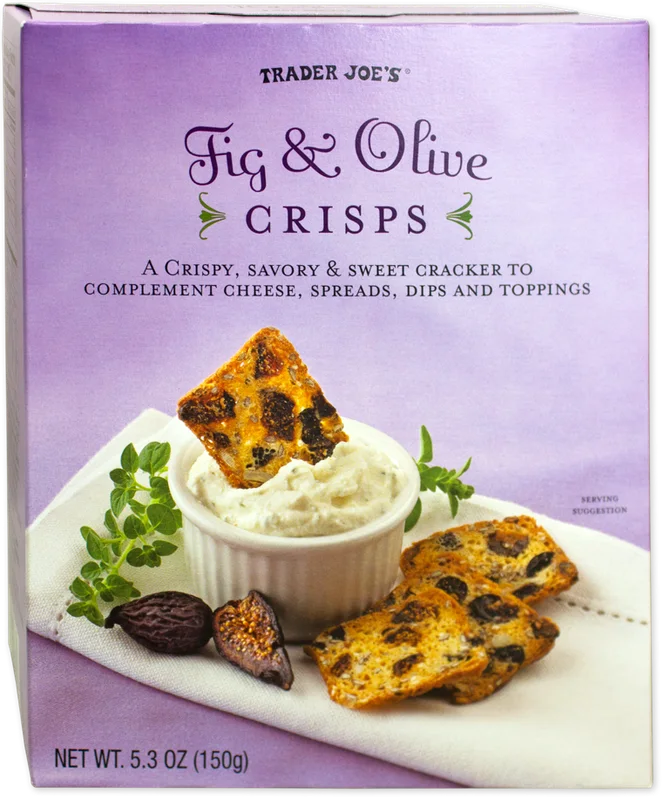 TRADER JOE'S®
Fig & Olive
CRISPS
A CRISPY, SAVORY & SWEET CRACKER TO
COMPLEMENT CHEESE, SPREADS, DIPS AND TOPPINGS
SERVING
SUGGESTION
NET WT. 5.3 OZ (150g)